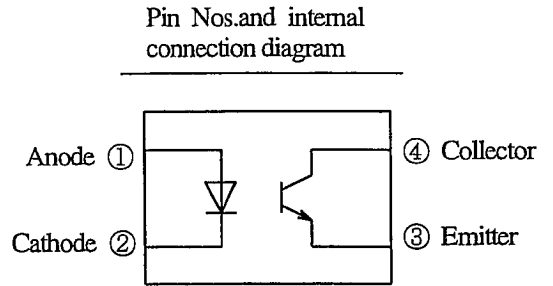 Pin Nos.and internal
connection diagram
Anode ①
④ Collector
Cathode ②
③ Emitter